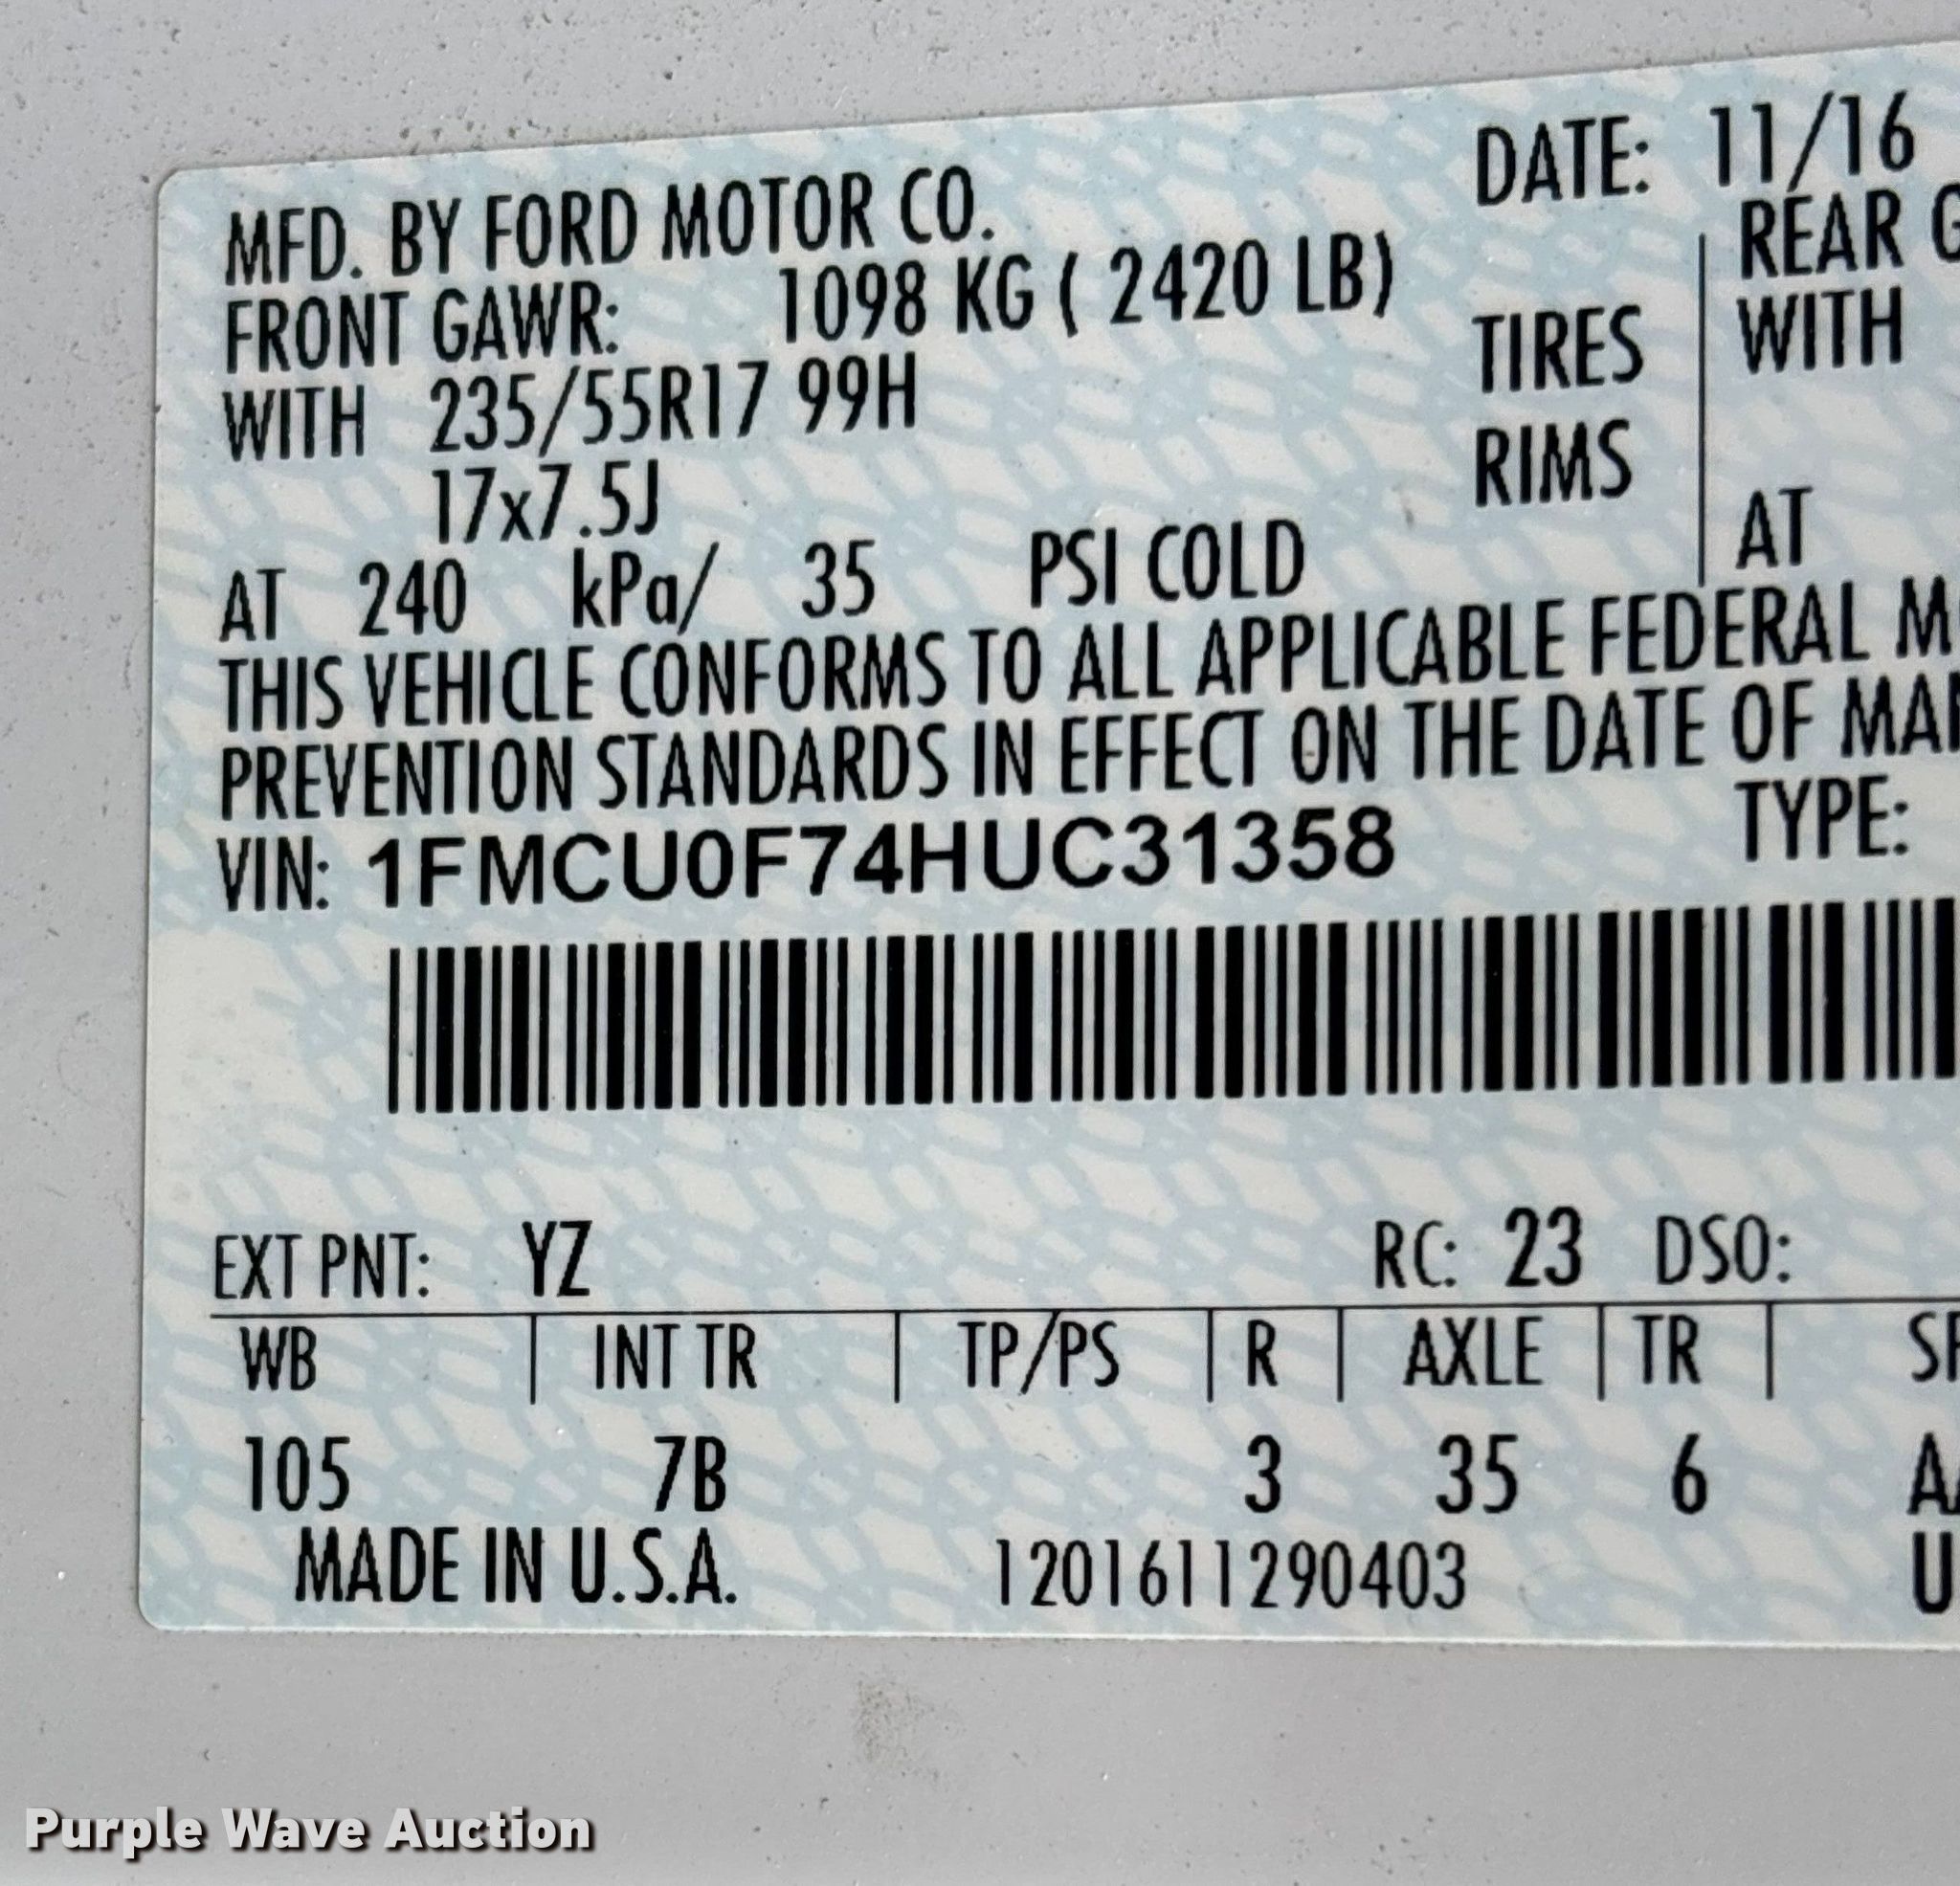 DATE: 11/16
MFD. BY FORD MOTOR CO.
FRONT GAWR: 1098 KG ( 2420 LB) REAR
WITH 235/55R17 99H TIRES WITH
17x7.5J RIMS
AT 240 kPa/ 35 PSI COLD AT
THIS VEHICLE CONFORMS TO ALL APPLICABLE FEDERAL
PREVENTION STANDARDS IN EFFECT ON THE DATE OF
VIN: 1FMCU0F74HUC31358 TYPE:
EXT PNT: YZ RC: 23 DSO:
WB INT TR TP/PS R AXLE TR
105 7B 3 35 6
MADE IN U.S.A. 1201611290403
Purple Wave Auction